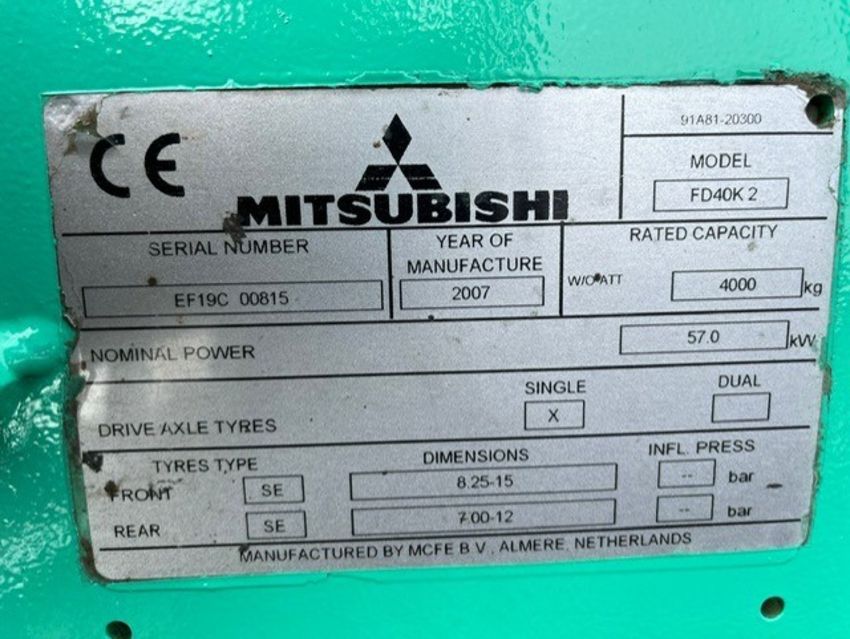 CE
91A81-20300
MITSUBISHI
MODEL
FD40K 2
SERIAL NUMBER
EF19C 00815
YEAR OF
MANUFACTURE
2007
RATED CAPACITY
W/O ATT
4000 kg
NOMINAL POWER
57.0 kW
SINGLE
DUAL
DRIVE AXLE TYRES
X
TYRES TYPE
DIMENSIONS
INFL. PRESS
FRONT SE 8.25-15 -- bar
REAR SE 7.00-12 -- bar
MANUFACTURED BY MCFE B.V., ALMERE, NETHERLANDS